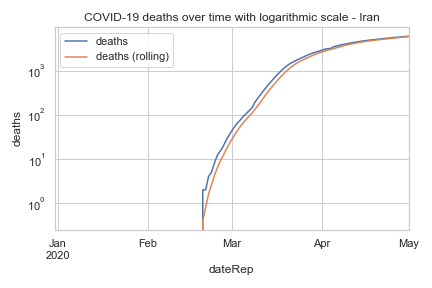 COVID-19 deaths over time with logarithmic scale - Iran
deaths
deaths (rolling)
10³
10²
10¹
10⁰
deaths
Jan Feb Mar Apr May
2020
dateRep